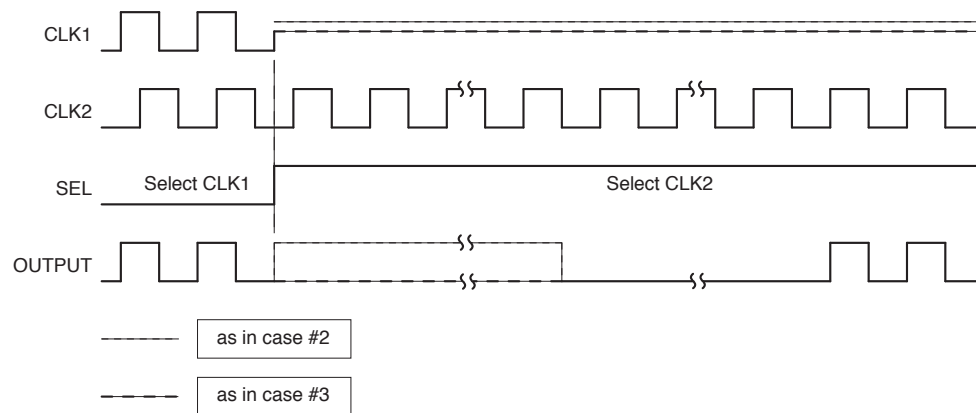 CLK1
CLK2
SEL
Select CLK1
Select CLK2
OUTPUT
as in case #2
as in case #3